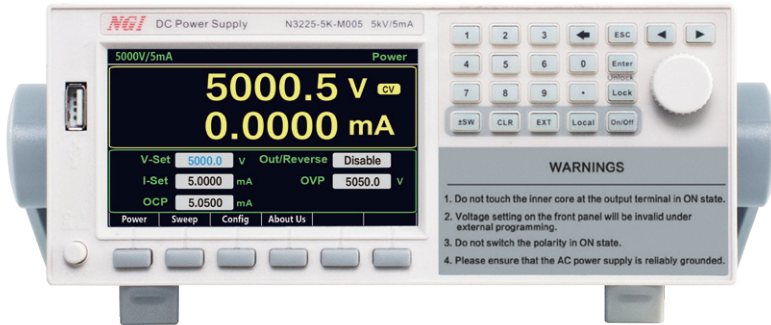 NGI DC Power Supply N3225-5K-M005 5kV/5mA
5000V/5mA Power
5000.5 V CV
0.0000 mA
V-Set 5000.0 V Out/Reverse Disable
I-Set 5.0000 mA OVP 5050.0 V
OCP 5.0500 mA
Power Sweep Config About Us
1 2 3 ESC
4 5 6 0 Enter
Unlock
7 8 9 . Lock
±SW CLR EXT Local On/Off
WARNINGS
1. Do not touch the inner core at the output terminal in ON state.
2. Voltage setting on the front panel will be invalid under
external programming.
3. Do not switch the polarity in ON state.
4. Please ensure that the AC power supply is reliably grounded.